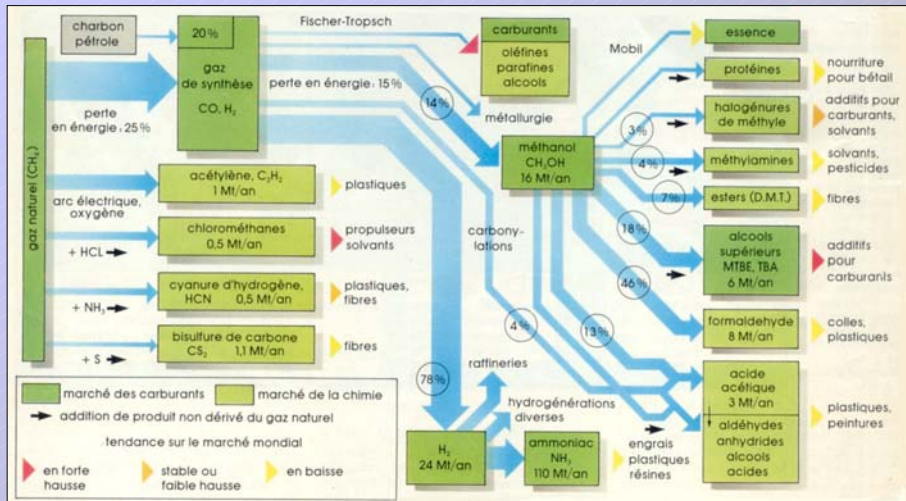 charbon
pétrole
20%
gaz
de synthèse
CO, H₂
Fischer-Tropsch
carburants
oléfines
parafines
alcools
perte en énergie : 15%
14%
métallurgie
Mobil
essence
protéines
nourriture
pour bétail
halogénures
de méthyle
additifs pour
carburants,
solvants
3%
méthanol
CH₃OH
16 Mt/an
méthylamines
4%
solvants,
pesticides
esters (D.M.T.)
7%
fibres
alcools
supérieurs
MTBE, TBA
6 Mt/an
18%
additifs
pour
carburants
46%
formaldehyde
8 Mt/an
colles,
plastiques
13%
acide
acétique
3 Mt/an
aldéhydes
anhydrides
alcools
acides
plastiques,
peintures
gaz naturel (CH₄)
perte
en énergie : 25%
acétylène, C₂H₂
1 Mt/an
plastiques
arc électrique,
oxygène
chlorométhanes
0,5 Mt/an
propulseurs
solvants
+ HCL
cyanure d'hydrogène,
HCN 0,5 Mt/an
plastiques,
fibres
+ NH₃
bisulfure de carbone
CS₂ 1,1 Mt/an
fibres
+ S
carbony-
lations
4%
78%
raffineries
hydrogénérations
diverses
H₂
24 Mt/an
ammoniac
NH₃
110 Mt/an
engrais
plastiques
résines
marché des carburants
marché de la chimie
addition de produit non dérivé du gaz naturel
tendance sur le marché mondial
en forte
hausse
stable ou
faible hausse
en baisse